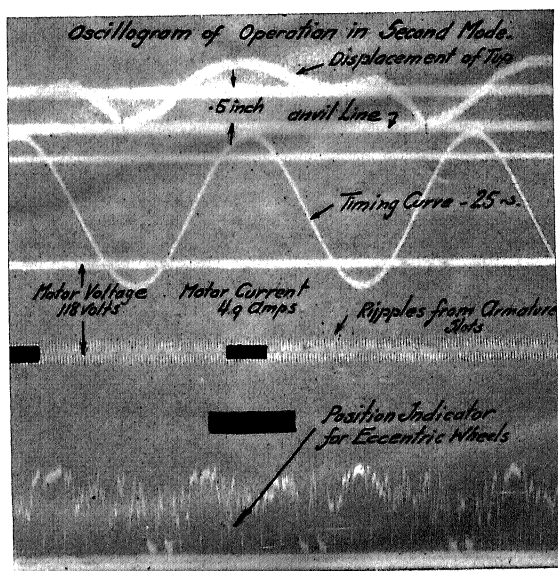 Oscillogram of Operation in Second Mode.
Displacement of Top
.5 inch
anvil Line
Timing Curve - 25 ~s.
Motor Voltage
118 Volts
Motor Current
4.9 Amps
Ripples from Armature
Slots
Position Indicator
for Eccentric Wheels